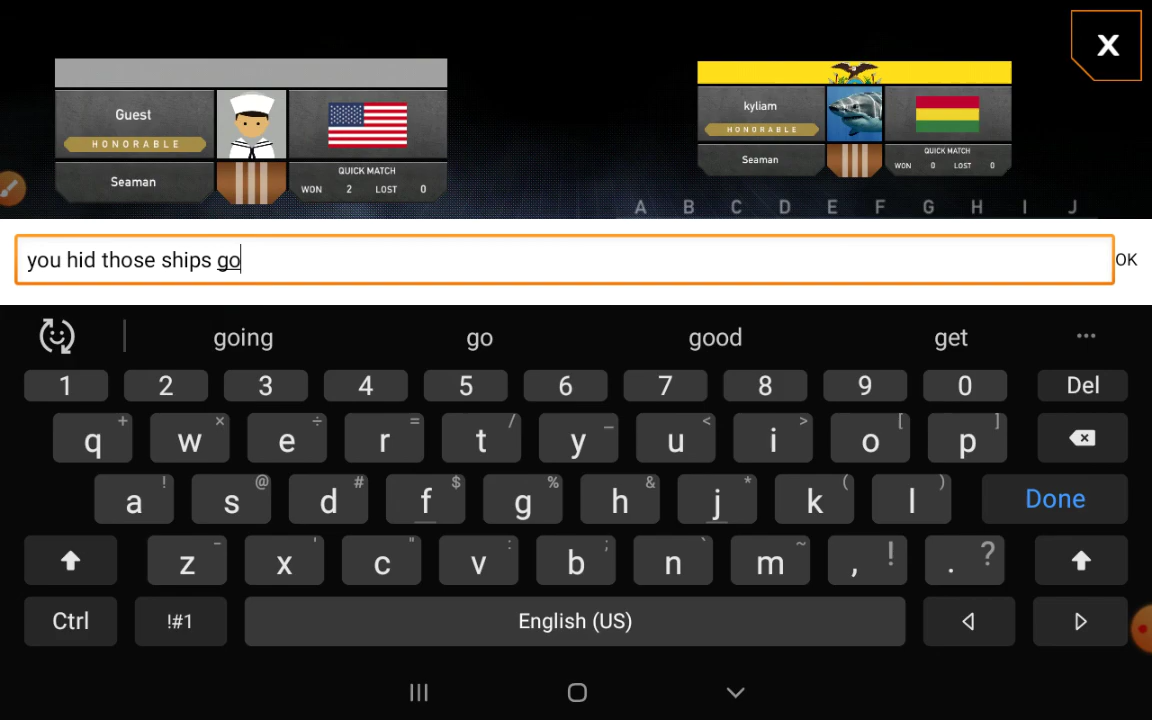 X
Guest
HONORABLE
Seaman
QUICK MATCH
WON 2 LOST 0
kyliam
HONORABLE
Seaman
QUICK MATCH
WON 0 LOST 0
A B C D E F G H I J
you hid those ships go
OK
going go good get ...
1 2 3 4 5 6 7 8 9 0 Del
q + w × e ÷ r = t / y _ u < i > o [ p ]
a ! s @ d # f $ g % h & j * k ( l ) Done
z - x ' c " v : b ; n ` m ~ , ! . ?
Ctrl !#1 English (US)